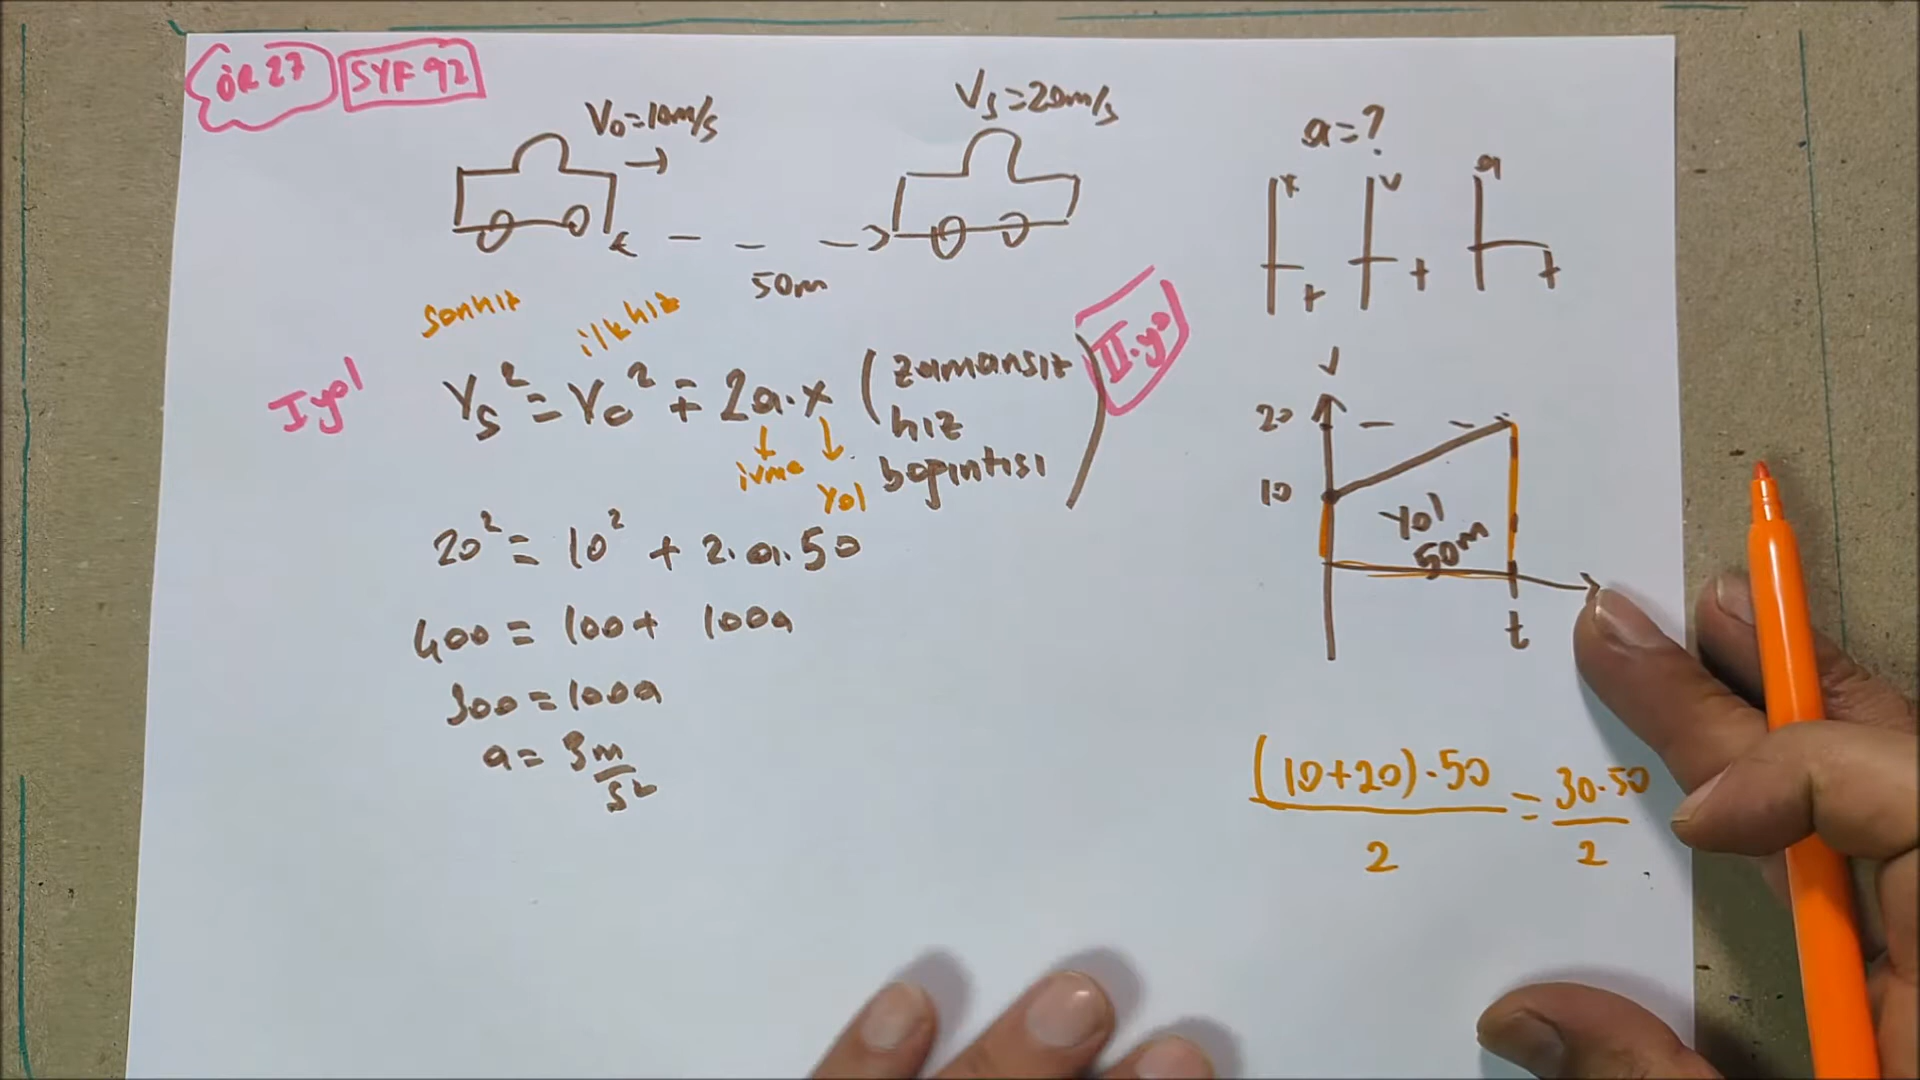 ÖR 27 SYF 92
V₀=10m/s
Vs=20m/s
50m
a=?
x
t
v
t
a
t
I yol
sonhız
ilkhız
Vs²=V₀²∓2a.x (zamansız
hız
bağıntısı)
ivme
yol
20²=10²+2.a.50
400=100+100a
300=100a
a=3m/s²
II.yol
v
20
10
yol
50m
t
(10+20).50/2=30.50/2